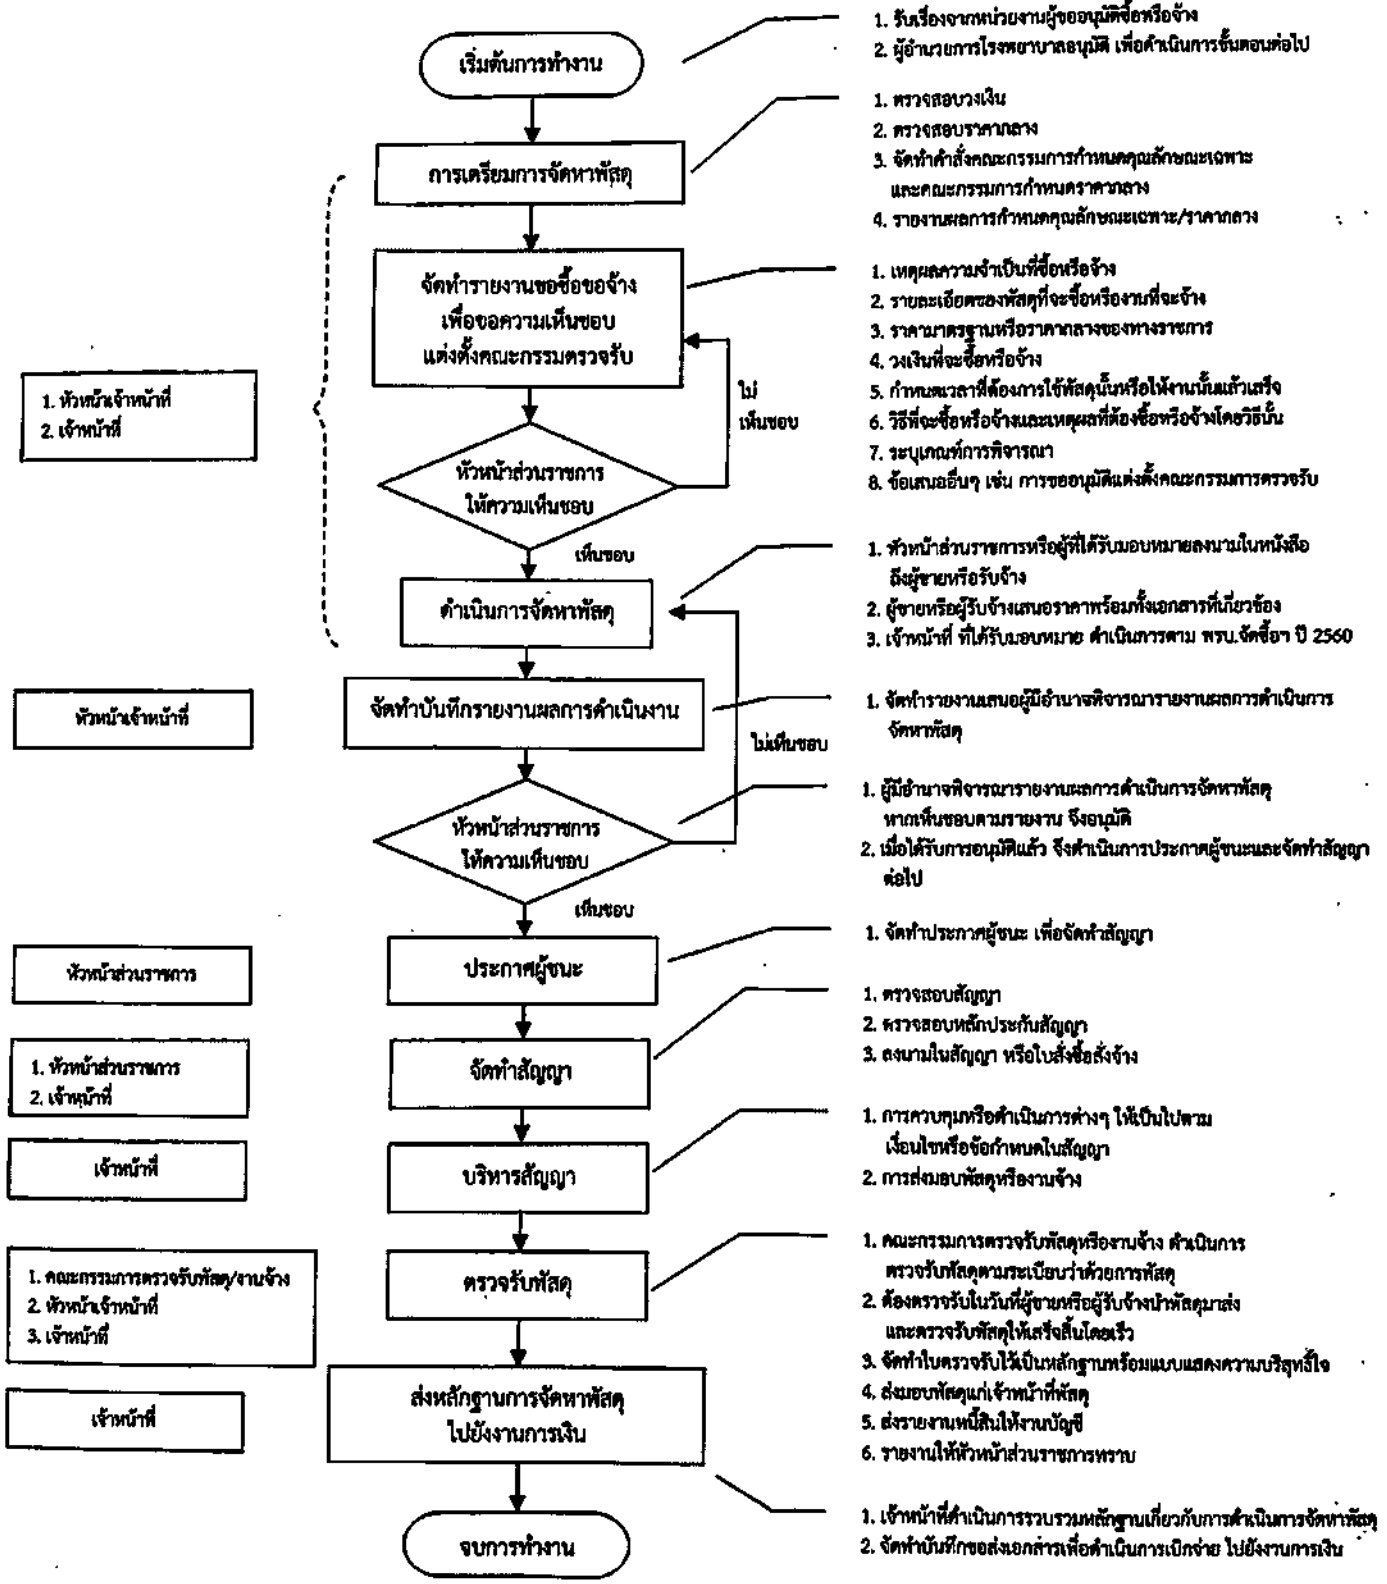 เริ่มต้นการทำงาน
1. รับเรื่องจากหน่วยงานผู้ขออนุมัติซื้อหรือจ้าง
2. ผู้อำนวยการโรงพยาบาลอนุมัติ เพื่อดำเนินการขั้นตอนต่อไป
การเตรียมการจัดหาพัสดุ
1. ตรวจสอบวงเงิน
2. ตรวจสอบราคากลาง
3. จัดทำคำสั่งคณะกรรมการกำหนดคุณลักษณะเฉพาะ
และคณะกรรมการกำหนดราคากลาง
4. รายงานผลการกำหนดคุณลักษณะเฉพาะ/ราคากลาง
จัดทำรายงานขอซื้อขอจ้าง
เพื่อขอความเห็นชอบ
แต่งตั้งคณะกรรมตรวจรับ
1. เหตุผลความจำเป็นที่ซื้อหรือจ้าง
2. รายละเอียดของพัสดุที่จะซื้อหรืองานที่จะจ้าง
3. ราคามาตรฐานหรือราคากลางของทางราชการ
4. วงเงินที่จะซื้อหรือจ้าง
5. กำหนดเวลาที่ต้องการใช้พัสดุนั้นหรือให้งานนั้นแล้วเสร็จ
6. วิธีที่จะซื้อหรือจ้างและเหตุผลที่ต้องซื้อหรือจ้างโดยวิธีนั้น
7. ระบุเกณฑ์การพิจารณา
8. ข้อเสนออื่นๆ เช่น การขออนุมัติแต่งตั้งคณะกรรมการตรวจรับ
1. หัวหน้าเจ้าหน้าที่
2. เจ้าหน้าที่
ไม่
เห็นชอบ
หัวหน้าส่วนราชการ
ให้ความเห็นชอบ
เห็นชอบ
ดำเนินการจัดหาพัสดุ
1. หัวหน้าส่วนราชการหรือผู้ที่ได้รับมอบหมายลงนามในหนังสือ
ถึงผู้ขายหรือรับจ้าง
2. ผู้ขายหรือผู้รับจ้างเสนอราคาพร้อมทั้งเอกสารที่เกี่ยวข้อง
3. เจ้าหน้าที่ ที่ได้รับมอบหมาย ดำเนินการตาม พรบ.จัดซื้อฯ ปี 2560
หัวหน้าเจ้าหน้าที่
จัดทำบันทึกรายงานผลการดำเนินงาน
1. จัดทำรายงานเสนอผู้มีอำนาจพิจารณารายงานผลการดำเนินการ
จัดหาพัสดุ
ไม่เห็นชอบ
หัวหน้าส่วนราชการ
ให้ความเห็นชอบ
1. ผู้มีอำนาจพิจารณารายงานผลการดำเนินการจัดหาพัสดุ
หากเห็นชอบตามรายงาน จึงอนุมัติ
2. เมื่อได้รับการอนุมัติแล้ว จึงดำเนินการประกาศผู้ชนะและจัดทำสัญญา
ต่อไป
เห็นชอบ
หัวหน้าส่วนราชการ
ประกาศผู้ชนะ
1. จัดทำประกาศผู้ชนะ เพื่อจัดทำสัญญา
1. หัวหน้าส่วนราชการ
2. เจ้าหน้าที่
จัดทำสัญญา
1. ตรวจสอบสัญญา
2. ตรวจสอบหลักประกันสัญญา
3. ลงนามในสัญญา หรือใบสั่งซื้อสั่งจ้าง
เจ้าหน้าที่
บริหารสัญญา
1. การควบคุมหรือดำเนินการต่างๆ ให้เป็นไปตาม
เงื่อนไขหรือข้อกำหนดในสัญญา
2. การส่งมอบพัสดุหรืองานจ้าง
1. คณะกรรมการตรวจรับพัสดุ/งานจ้าง
2. หัวหน้าเจ้าหน้าที่
3. เจ้าหน้าที่
ตรวจรับพัสดุ
1. คณะกรรมการตรวจรับพัสดุหรืองานจ้าง ดำเนินการ
ตรวจรับพัสดุตามระเบียบว่าด้วยการพัสดุ
2. ต้องตรวจรับในวันที่ผู้ขายหรือผู้รับจ้างนำพัสดุมาส่ง
และตรวจรับพัสดุให้เสร็จสิ้นโดยเร็ว
3. จัดทำใบตรวจรับไว้เป็นหลักฐานพร้อมแบบแสดงความบริสุทธิ์ใจ
4. ส่งมอบพัสดุแก่เจ้าหน้าที่พัสดุ
5. ส่งรายงานหนี้สินให้งานบัญชี
6. รายงานให้หัวหน้าส่วนราชการทราบ
เจ้าหน้าที่
ส่งหลักฐานการจัดหาพัสดุ
ไปยังงานการเงิน
1. เจ้าหน้าที่ดำเนินการรวบรวมหลักฐานเกี่ยวกับการดำเนินการจัดหาพัสดุ
2. จัดทำบันทึกขอส่งเอกสารเพื่อดำเนินการเบิกจ่าย ไปยังงานการเงิน
จบการทำงาน